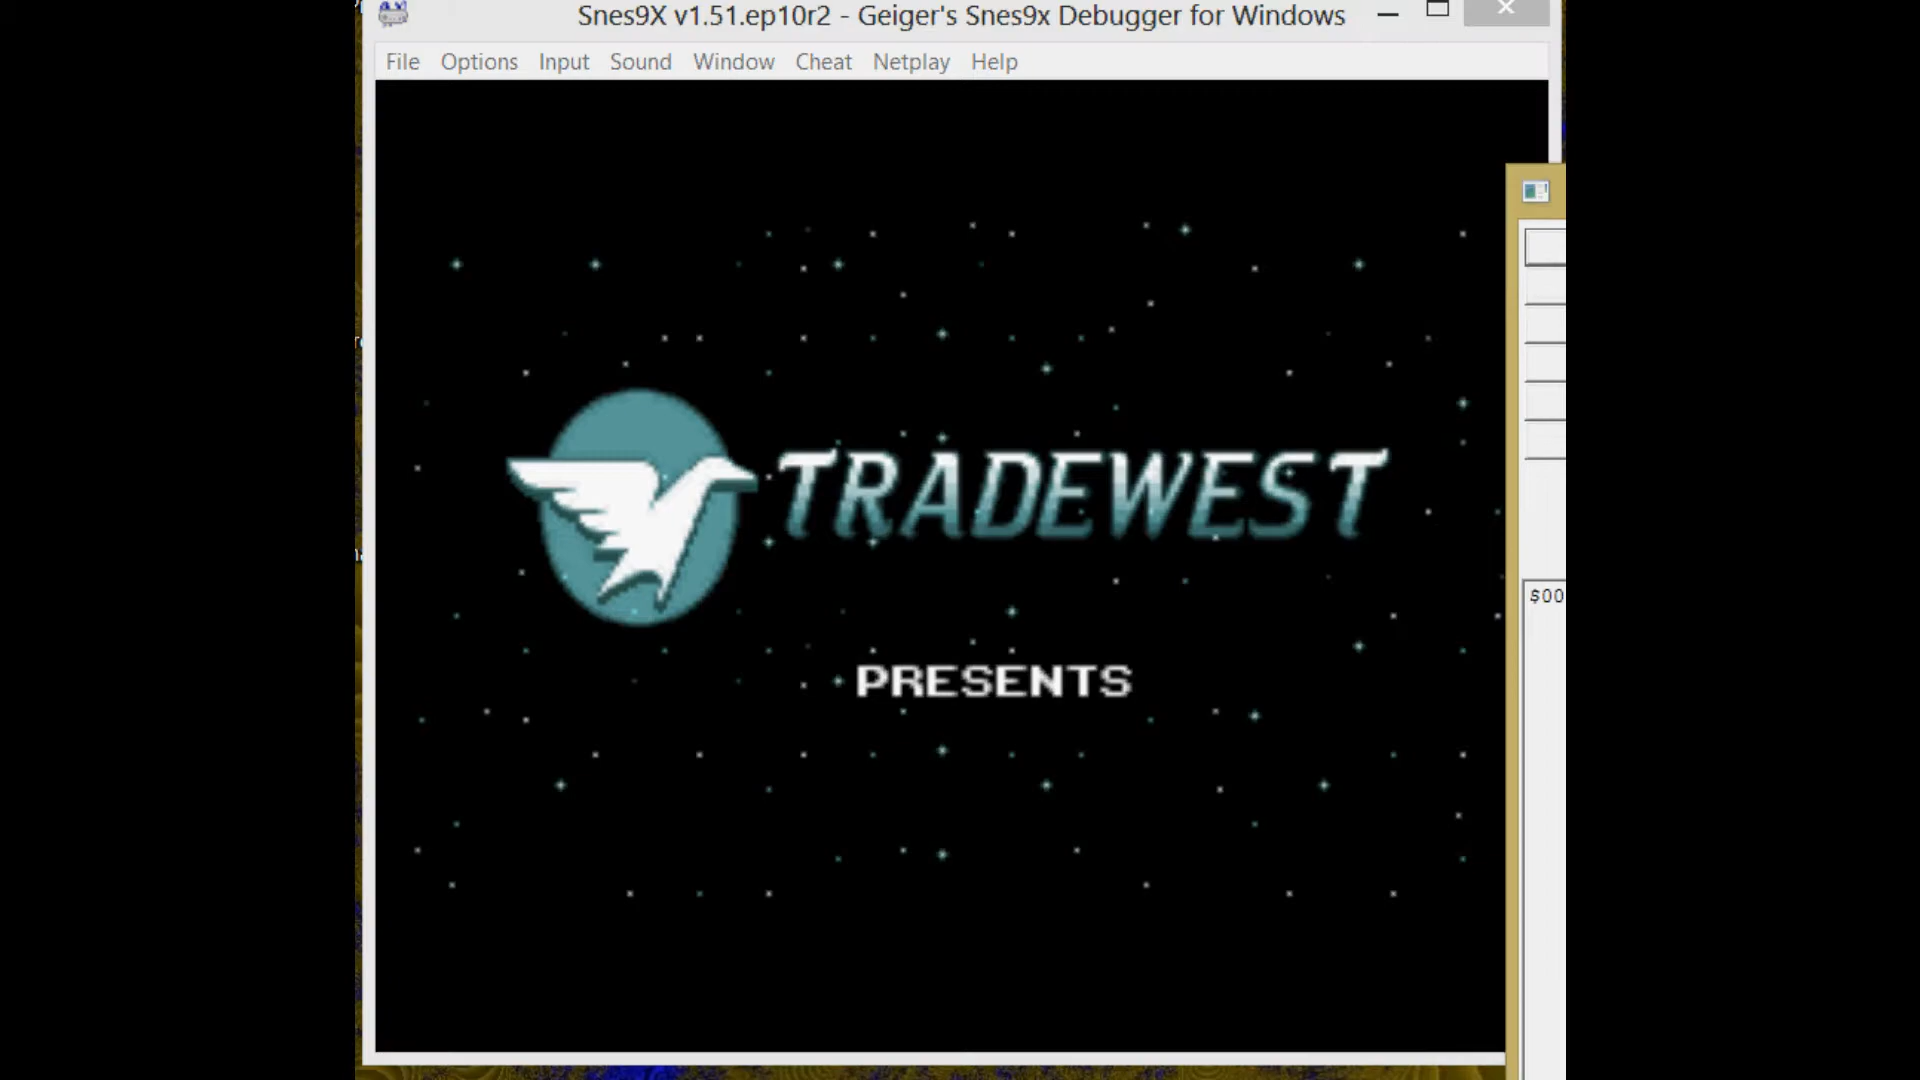 Snes9X v1.51.ep10r2 - Geiger's Snes9x Debugger for Windows
File Options Input Sound Window Cheat Netplay Help
TRADEWEST
PRESENTS
$00